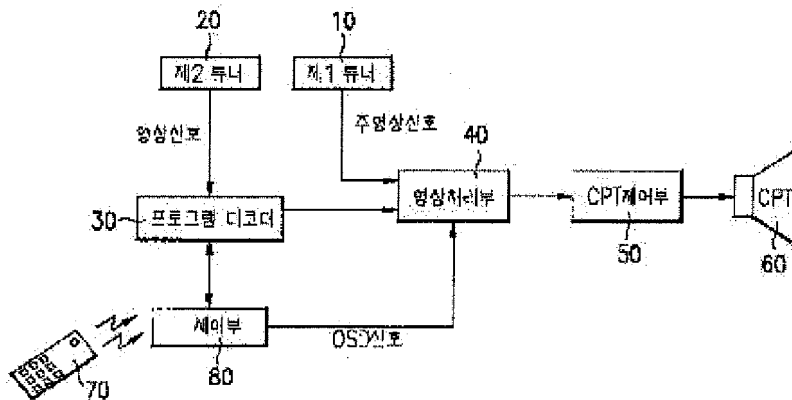 20
10
제2 튜너
제1 튜너
영상신호
주영상신호
40
30
프로그램 디코더
영상처리부
CPT제어부
CPT
50
60
제어부
OSD신호
70
80